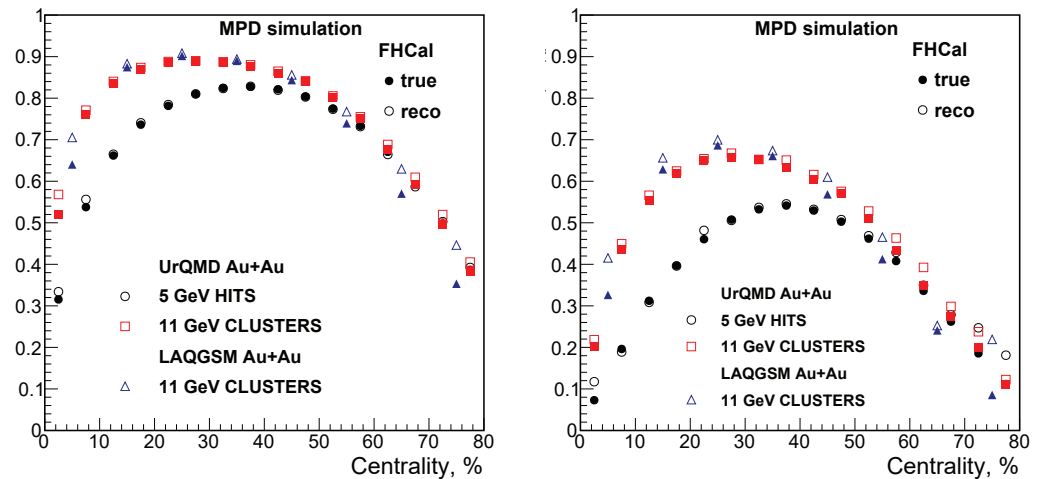 MPD simulation
FHCal
true
reco
UrQMD Au+Au
5 GeV HITS
11 GeV CLUSTERS
LAQGSM Au+Au
11 GeV CLUSTERS
1
0.9
0.8
0.7
0.6
0.5
0.4
0.3
0.2
0.1
0
0 10 20 30 40 50 60 70 80
Centrality, %
MPD simulation
FHCal
true
reco
UrQMD Au+Au
5 GeV HITS
11 GeV CLUSTERS
LAQGSM Au+Au
11 GeV CLUSTERS
1
0.9
0.8
0.7
0.6
0.5
0.4
0.3
0.2
0.1
0
0 10 20 30 40 50 60 70 80
Centrality, %